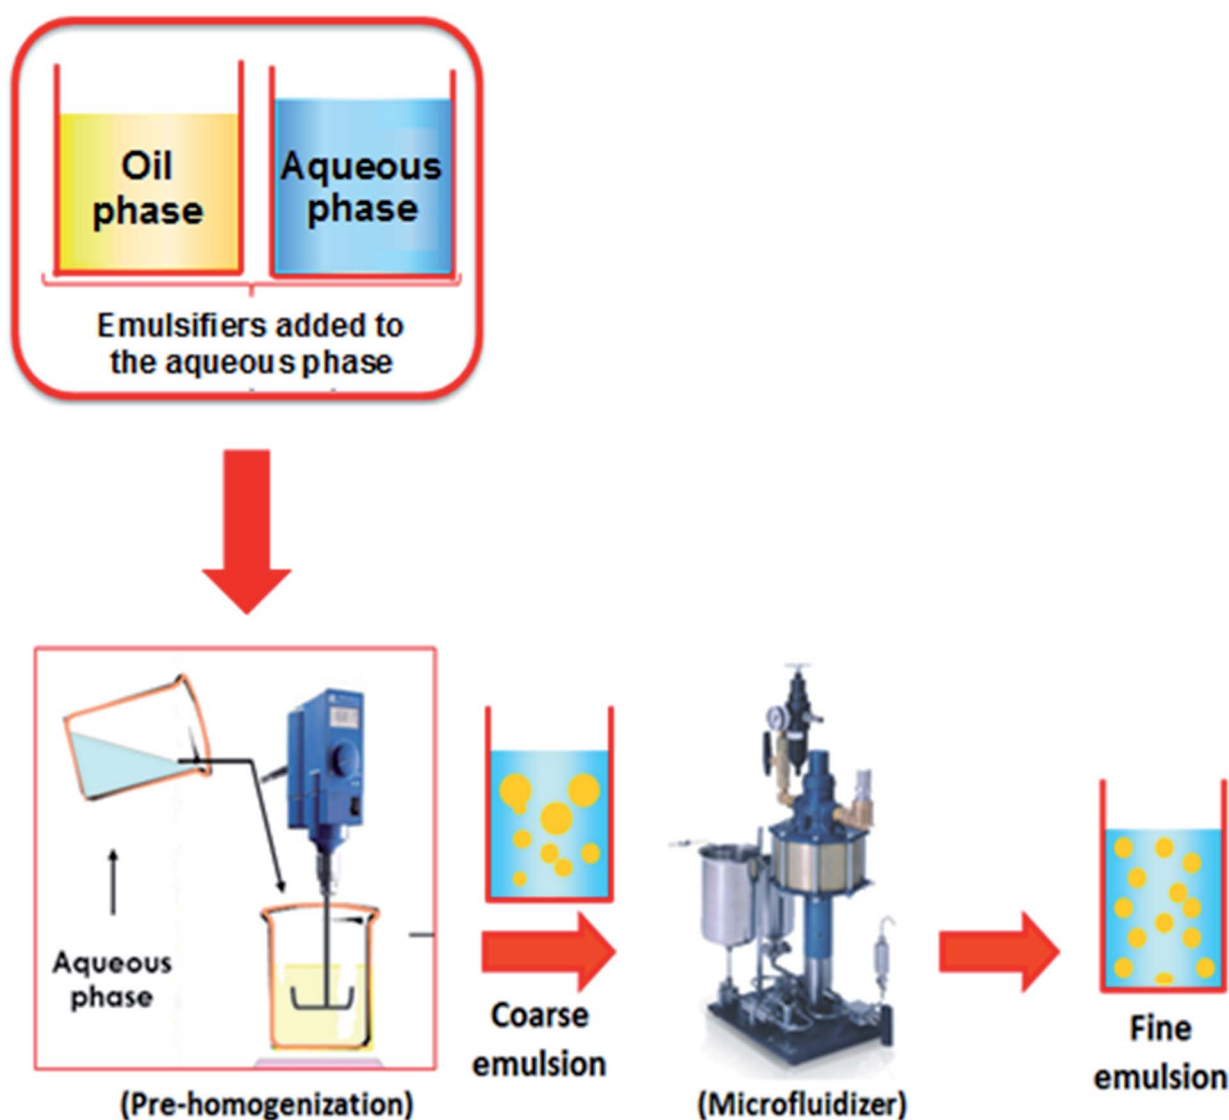 Oil
phase
Aqueous
phase
Emulsifiers added to
the aqueous phase
Aqueous
phase
(Pre-homogenization)
Coarse
emulsion
(Microfluidizer)
Fine
emulsion